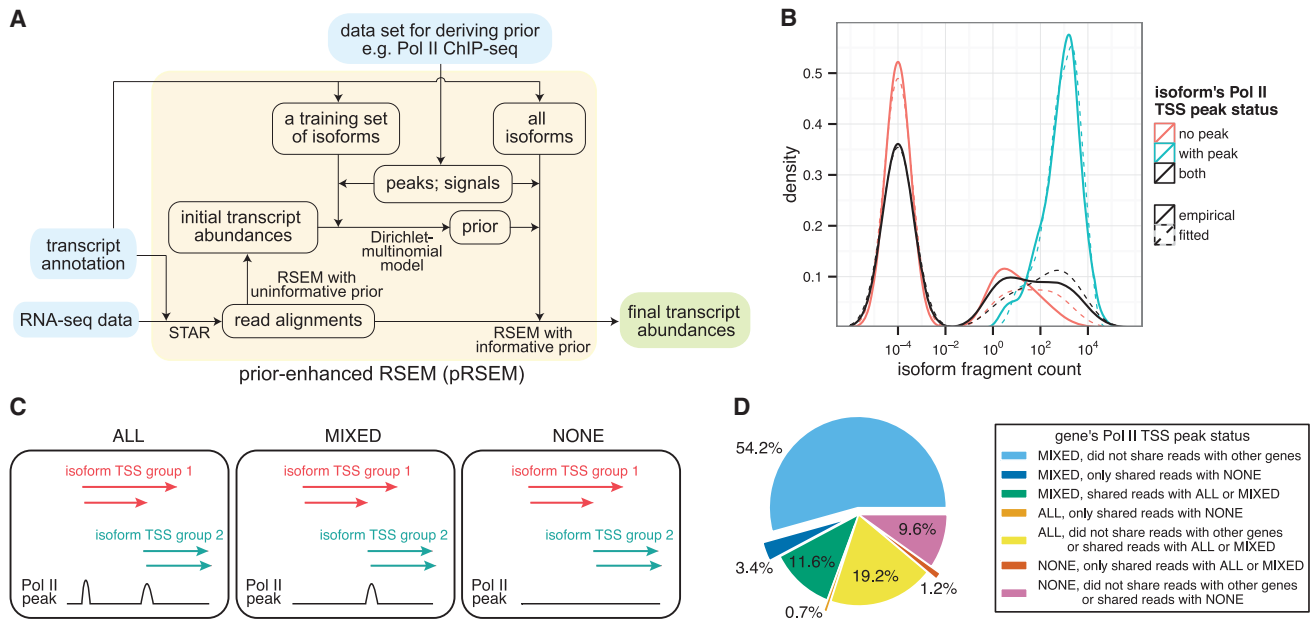 A
data set for deriving prior
e.g. Pol II ChIP-seq
a training set
of isoforms
all
isoforms
peaks; signals
initial transcript
abundances
prior
Dirichlet-
multinomial
model
transcript
annotation
RSEM with
uninformative prior
RNA-seq data
STAR
read alignments
RSEM with
informative prior
final transcript
abundances
prior-enhanced RSEM (pRSEM)
B
density
0.5
0.4
0.3
0.2
0.1
10⁻⁴
10⁻²
10⁰
10²
10⁴
isoform fragment count
isoform's Pol II
TSS peak status
no peak
with peak
both
empirical
fitted
C
ALL
isoform TSS group 1
isoform TSS group 2
Pol II
peak
MIXED
isoform TSS group 1
isoform TSS group 2
Pol II
peak
NONE
isoform TSS group 1
isoform TSS group 2
Pol II
peak
D
54.2%
3.4%
11.6%
0.7%
19.2%
1.2%
9.6%
gene's Pol II TSS peak status
MIXED, did not share reads with other genes
MIXED, only shared reads with NONE
MIXED, shared reads with ALL or MIXED
ALL, only shared reads with NONE
ALL, did not share reads with other genes
or shared reads with ALL or MIXED
NONE, only shared reads with ALL or MIXED
NONE, did not share reads with other genes
or shared reads with NONE